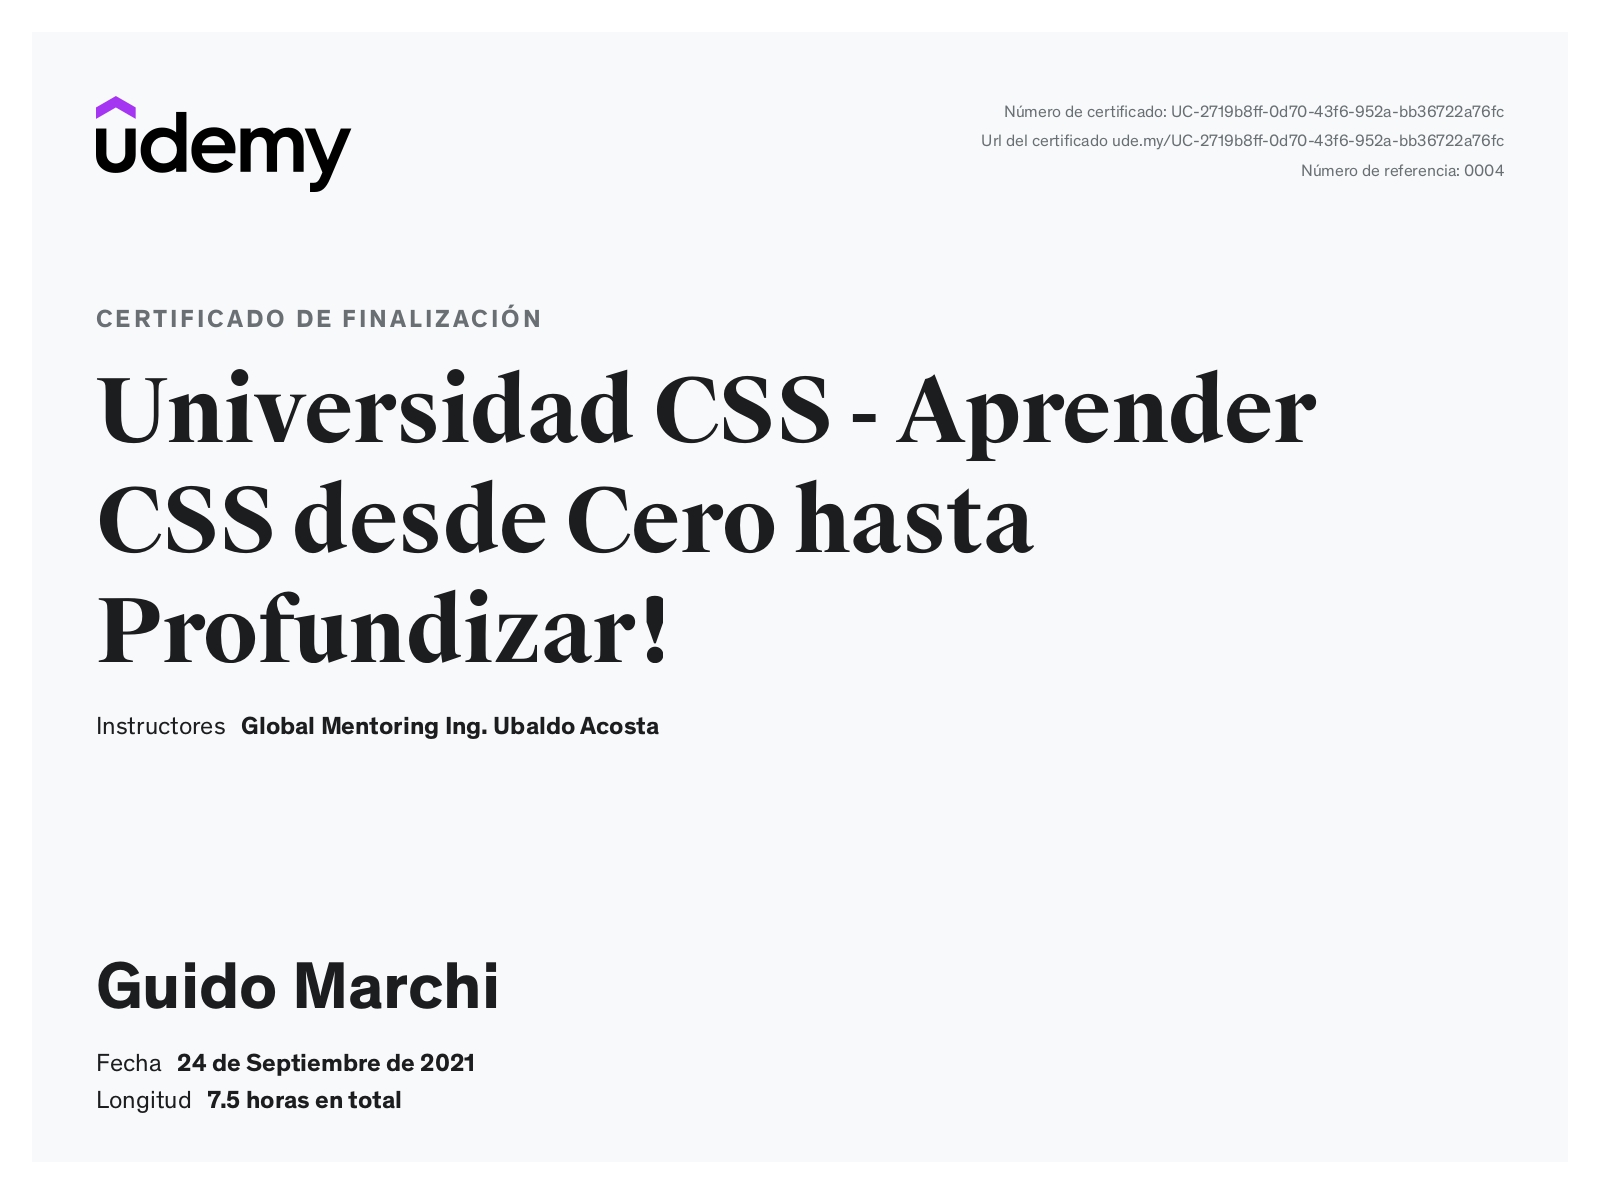 udemy
Número de certificado: UC-2719b8ff-0d70-43f6-952a-bb36722a76fc
Url del certificado ude.my/UC-2719b8ff-0d70-43f6-952a-bb36722a76fc
Número de referencia: 0004
CERTIFICADO DE FINALIZACIÓN
Universidad CSS - Aprender
CSS desde Cero hasta
Profundizar!
Instructores Global Mentoring Ing. Ubaldo Acosta
Guido Marchi
Fecha 24 de Septiembre de 2021
Longitud 7.5 horas en total